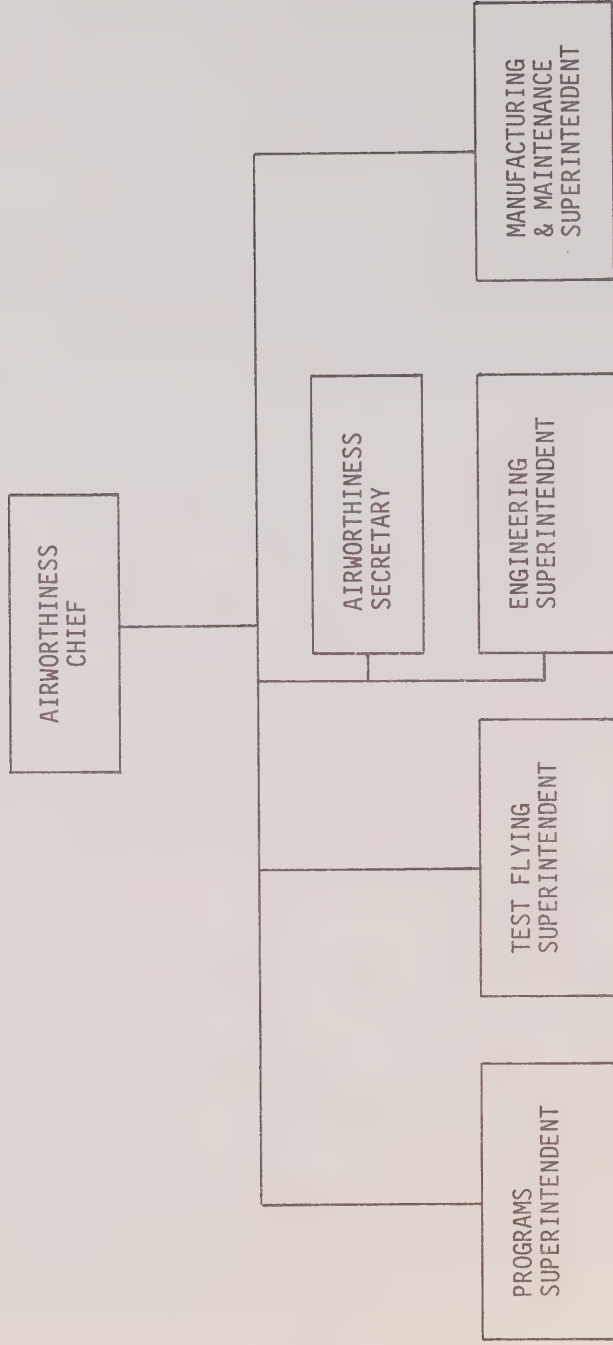 AIRWORTHINESS
CHIEF
AIRWORTHINESS
SECRETARY
PROGRAMS
SUPERINTENDENT
TEST FLYING
SUPERINTENDENT
ENGINEERING
SUPERINTENDENT
MANUFACTURING
& MAINTENANCE
SUPERINTENDENT